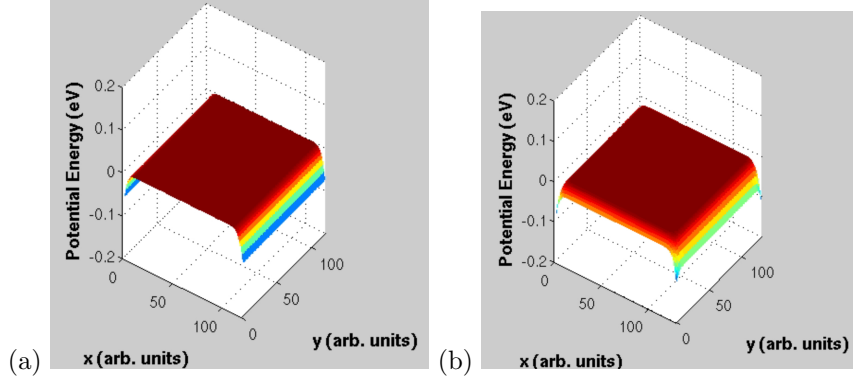 0.2
0.1
0
-0.1
-0.2
Potential Energy (eV)
0
50
100
x (arb. units)
0
50
100
y (arb. units)
(a)
0.2
0.1
0
-0.1
-0.2
Potential Energy (eV)
0
50
100
x (arb. units)
0
50
100
y (arb. units)
(b)